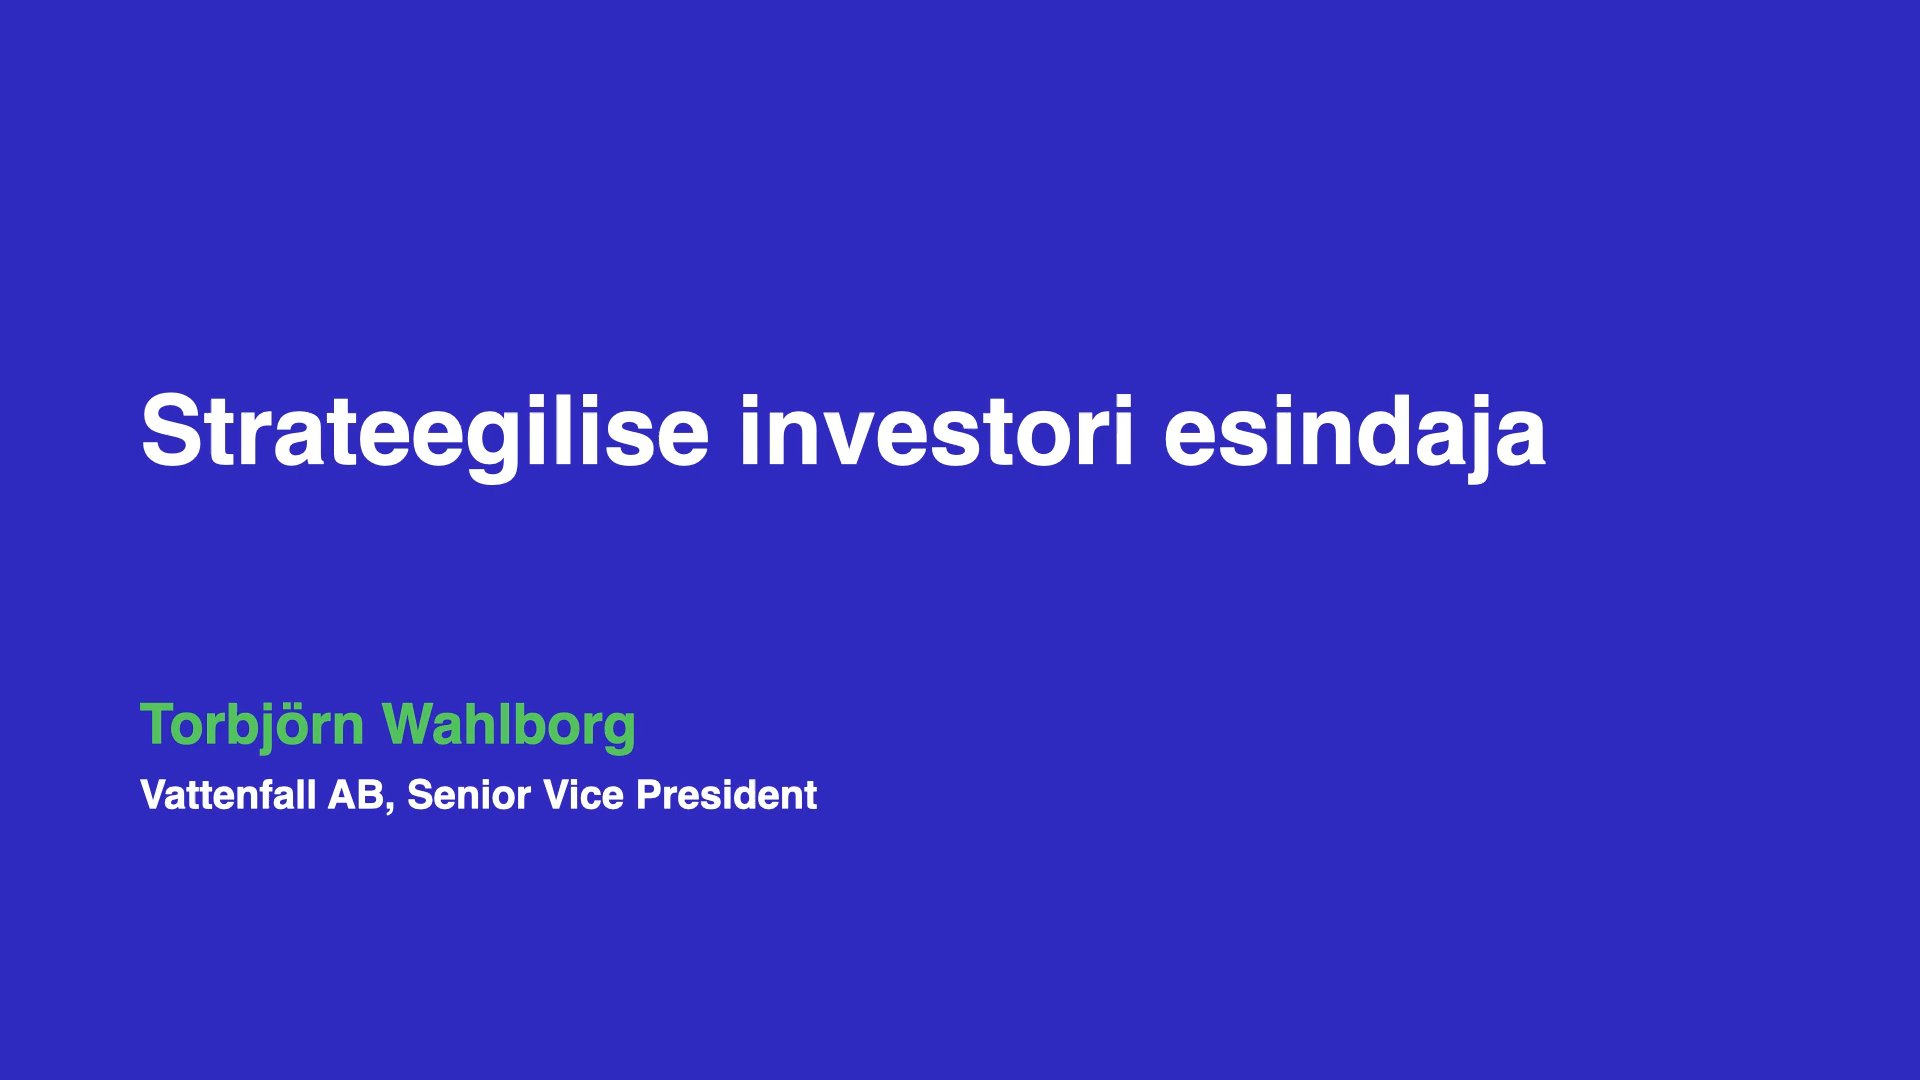 Strateegilise investori esindaja
Torbjörn Wahlborg
Vattenfall AB, Senior Vice President